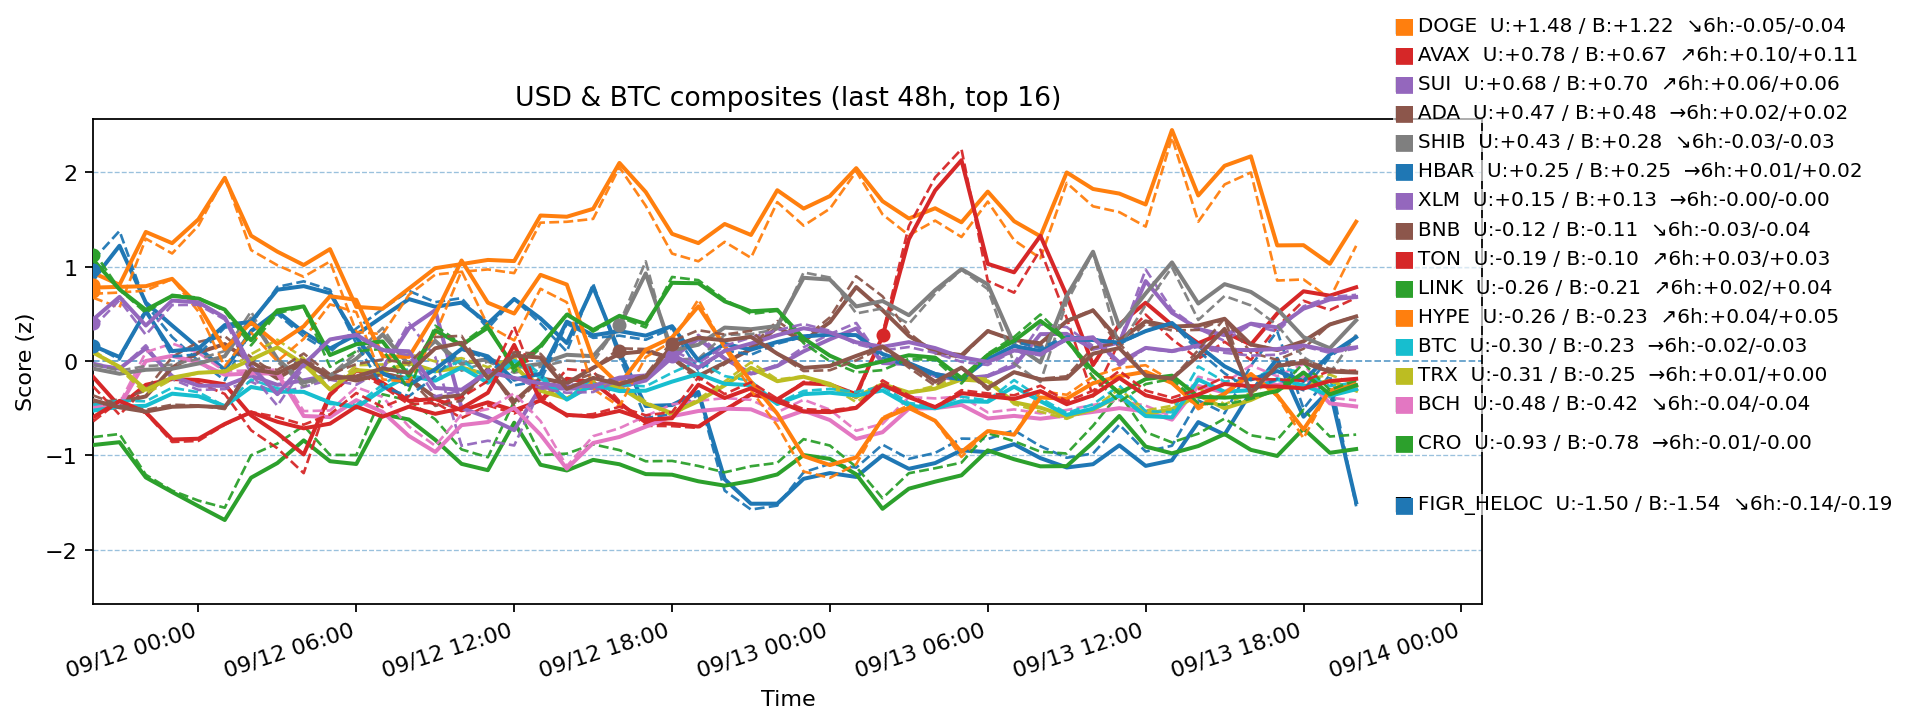 DOGE  U:+1.48 / B:+1.22  ↘6h:-0.05/-0.04
AVAX  U:+0.78 / B:+0.67  ↗6h:+0.10/+0.11
SUI  U:+0.68 / B:+0.70  ↗6h:+0.06/+0.06
USD & BTC composites (last 48h, top 16)
ADA  U:+0.47 / B:+0.48  →6h:+0.02/+0.02
SHIB  U:+0.43 / B:+0.28  ↘6h:-0.03/-0.03
HBAR  U:+0.25 / B:+0.25  →6h:+0.01/+0.02
XLM  U:+0.15 / B:+0.13  →6h:-0.00/-0.00
BNB  U:-0.12 / B:-0.11  ↘6h:-0.03/-0.04
TON  U:-0.19 / B:-0.10  ↗6h:+0.03/+0.03
LINK  U:-0.26 / B:-0.21  ↗6h:+0.02/+0.04
HYPE  U:-0.26 / B:-0.23  ↗6h:+0.04/+0.05
BTC  U:-0.30 / B:-0.23  →6h:-0.02/-0.03
TRX  U:-0.31 / B:-0.25  →6h:+0.01/+0.00
BCH  U:-0.48 / B:-0.42  ↘6h:-0.04/-0.04
CRO  U:-0.93 / B:-0.78  →6h:-0.01/-0.00
FIGR_HELOC  U:-1.50 / B:-1.54  ↘6h:-0.14/-0.19
Score (z)
2
1
0
−1
−2
09/12 00:00
09/12 06:00
09/12 12:00
09/12 18:00
09/13 00:00
09/13 06:00
09/13 12:00
09/13 18:00
09/14 00:00
Time